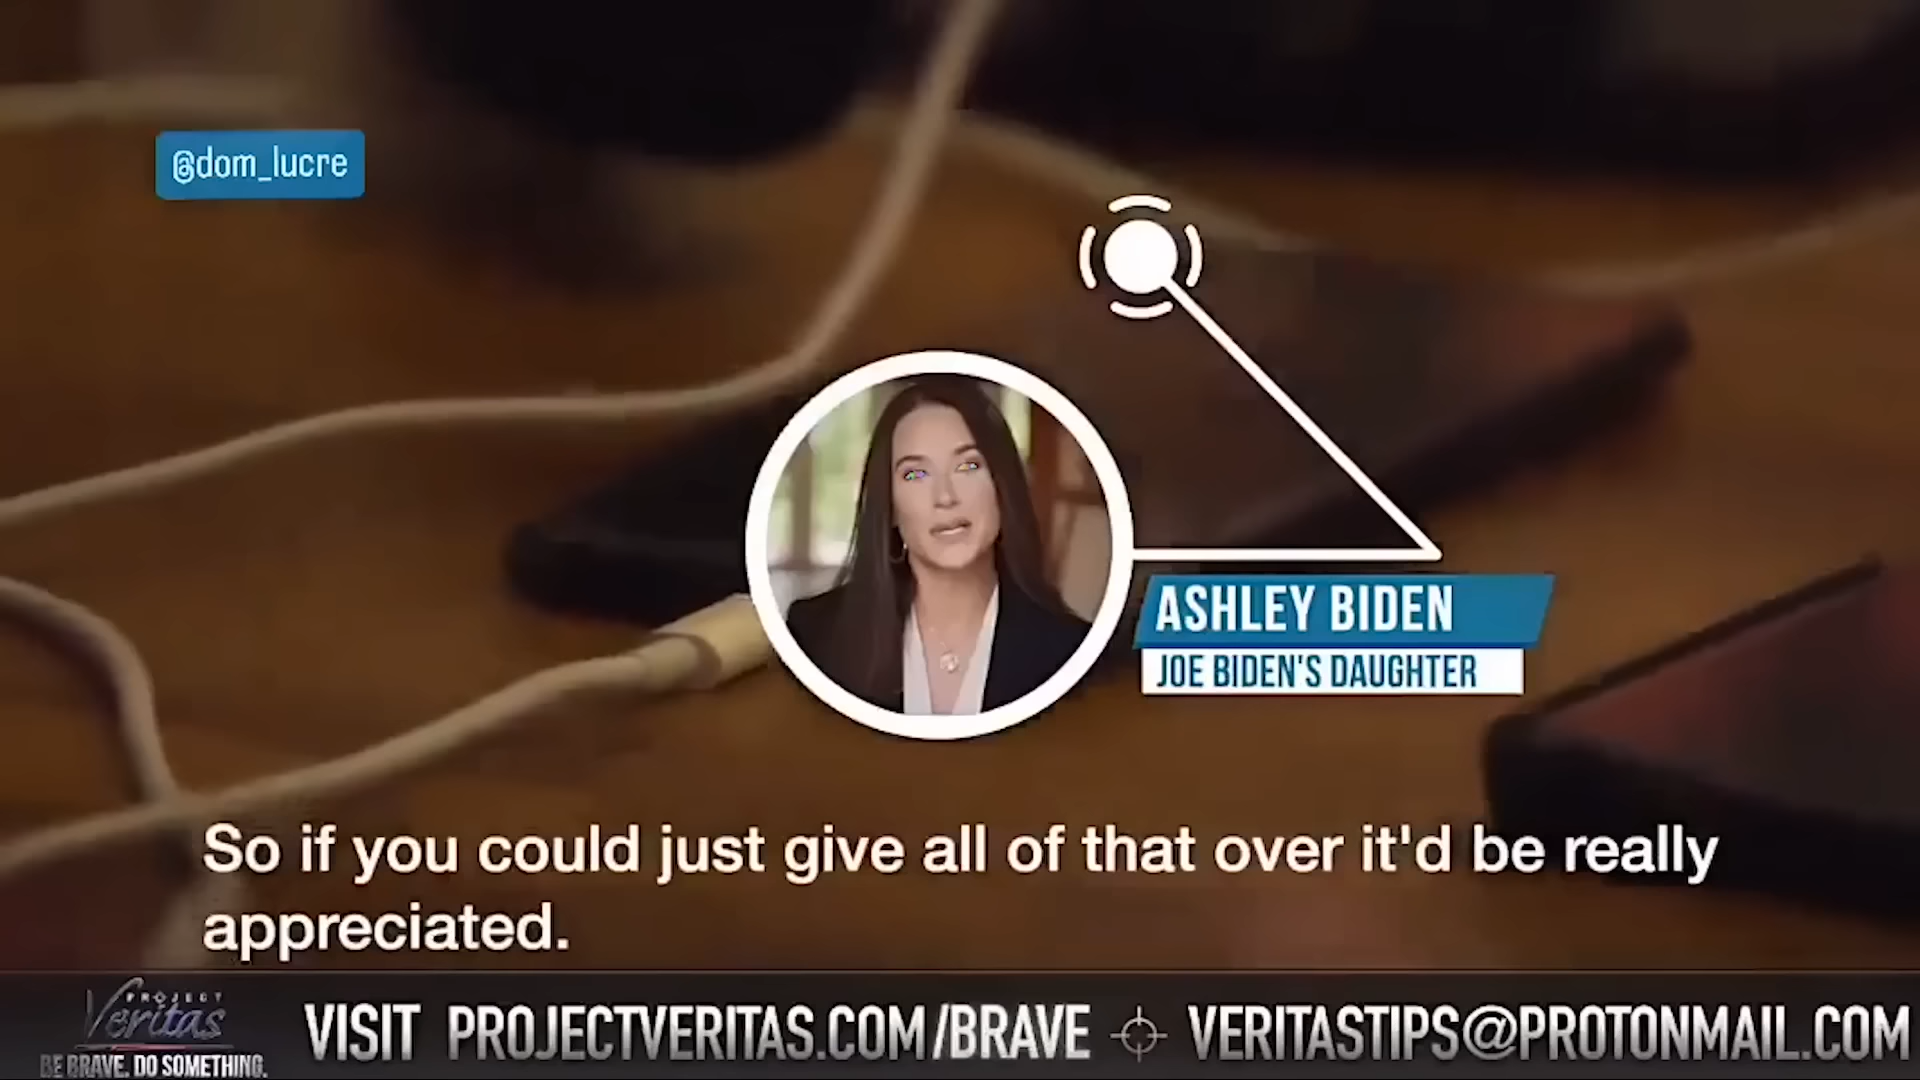 @dom_lucre
ASHLEY BIDEN
JOE BIDEN'S DAUGHTER
So if you could just give all of that over it'd be really
appreciated.
PROJECT
Veritas
BE BRAVE. DO SOMETHING.
VISIT PROJECTVERITAS.COM/BRAVE VERITASTIPS@PROTONMAIL.COM